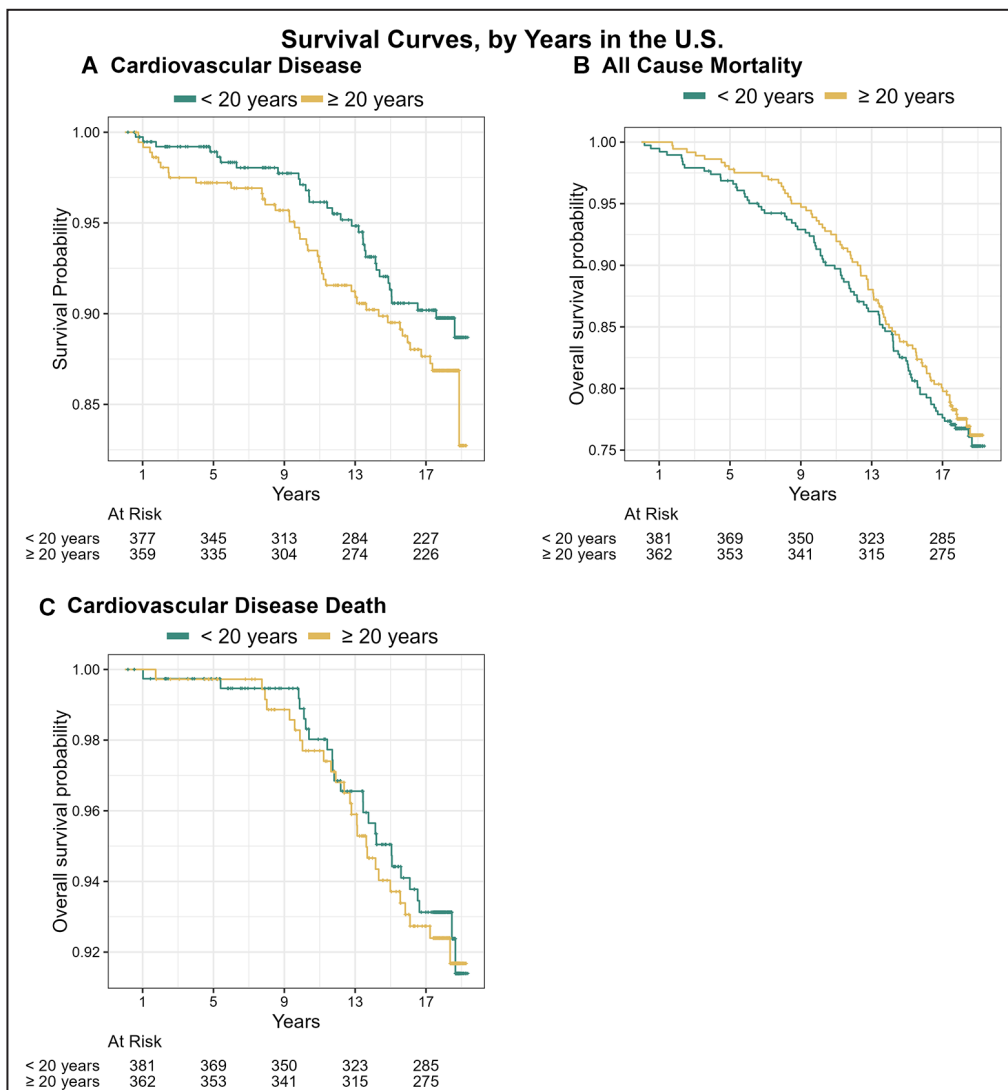 Survival Curves, by Years in the U.S.
A Cardiovascular Disease
< 20 years ≥ 20 years
1.00
0.95
0.90
0.85
Survival Probability
1 5 9 13 17
Years
At Risk
< 20 years 377 345 313 284 227
≥ 20 years 359 335 304 274 226
B All Cause Mortality
< 20 years ≥ 20 years
1.00
0.95
0.90
0.85
0.80
0.75
Overall survival probability
1 5 9 13 17
Years
At Risk
< 20 years 381 369 350 323 285
≥ 20 years 362 353 341 315 275
C Cardiovascular Disease Death
< 20 years ≥ 20 years
1.00
0.98
0.96
0.94
0.92
Overall survival probability
1 5 9 13 17
Years
At Risk
< 20 years 381 369 350 323 285
≥ 20 years 362 353 341 315 275